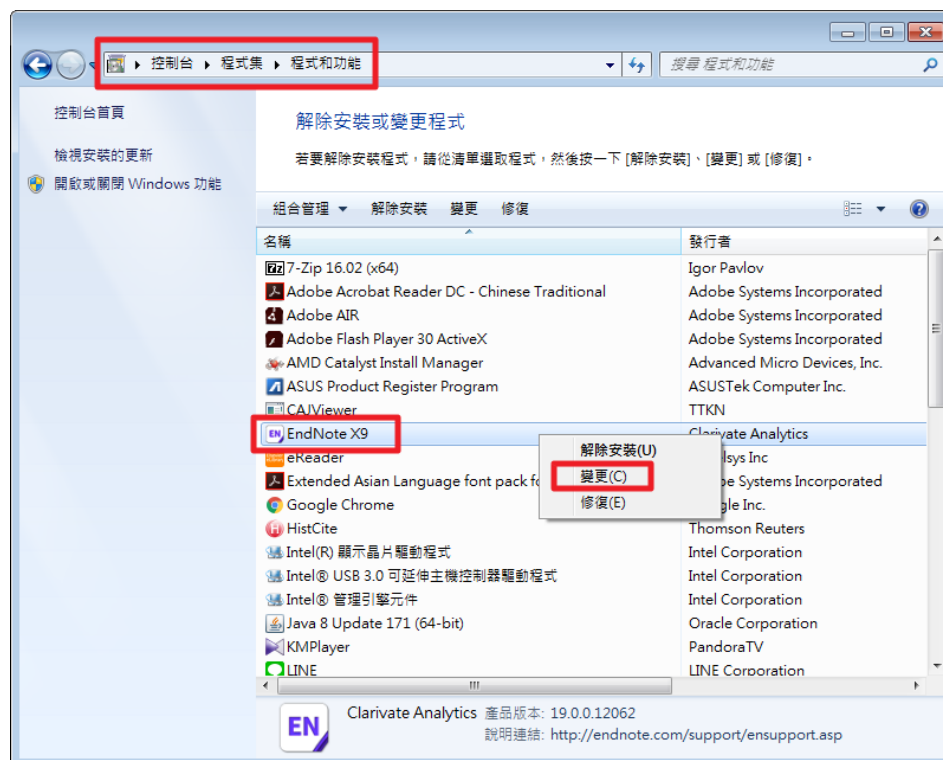 控制台 ▸ 程式集 ▸ 程式和功能
搜尋 程式和功能
控制台首頁
檢視安裝的更新
開啟或關閉 Windows 功能
解除安裝或變更程式
若要解除安裝程式，請從清單選取程式，然後按一下 [解除安裝]、[變更] 或 [修復]。
組合管理 解除安裝 變更 修復
名稱 發行者
7-Zip 16.02 (x64) Igor Pavlov
Adobe Acrobat Reader DC - Chinese Traditional Adobe Systems Incorporated
Adobe AIR Adobe Systems Incorporated
Adobe Flash Player 30 ActiveX Adobe Systems Incorporated
AMD Catalyst Install Manager Advanced Micro Devices, Inc.
ASUS Product Register Program ASUSTek Computer Inc.
CAJViewer TTKN
EndNote X9 Clarivate Analytics
解除安裝(U)
變更(C)
修復(E)
eReader Inc
Extended Asian Language font pack Systems Incorporated
Google Chrome Inc.
HistCite Thomson Reuters
Intel(R) 顯示晶片驅動程式 Intel Corporation
Intel® USB 3.0 可延伸主機控制器驅動程式 Intel Corporation
Intel® 管理引擎元件 Intel Corporation
Java 8 Update 171 (64-bit) Oracle Corporation
KMPlayer PandoraTV
LINE LINE Corporation
EN Clarivate Analytics 產品版本: 19.0.0.12062
說明連結: http://endnote.com/support/ensupport.asp